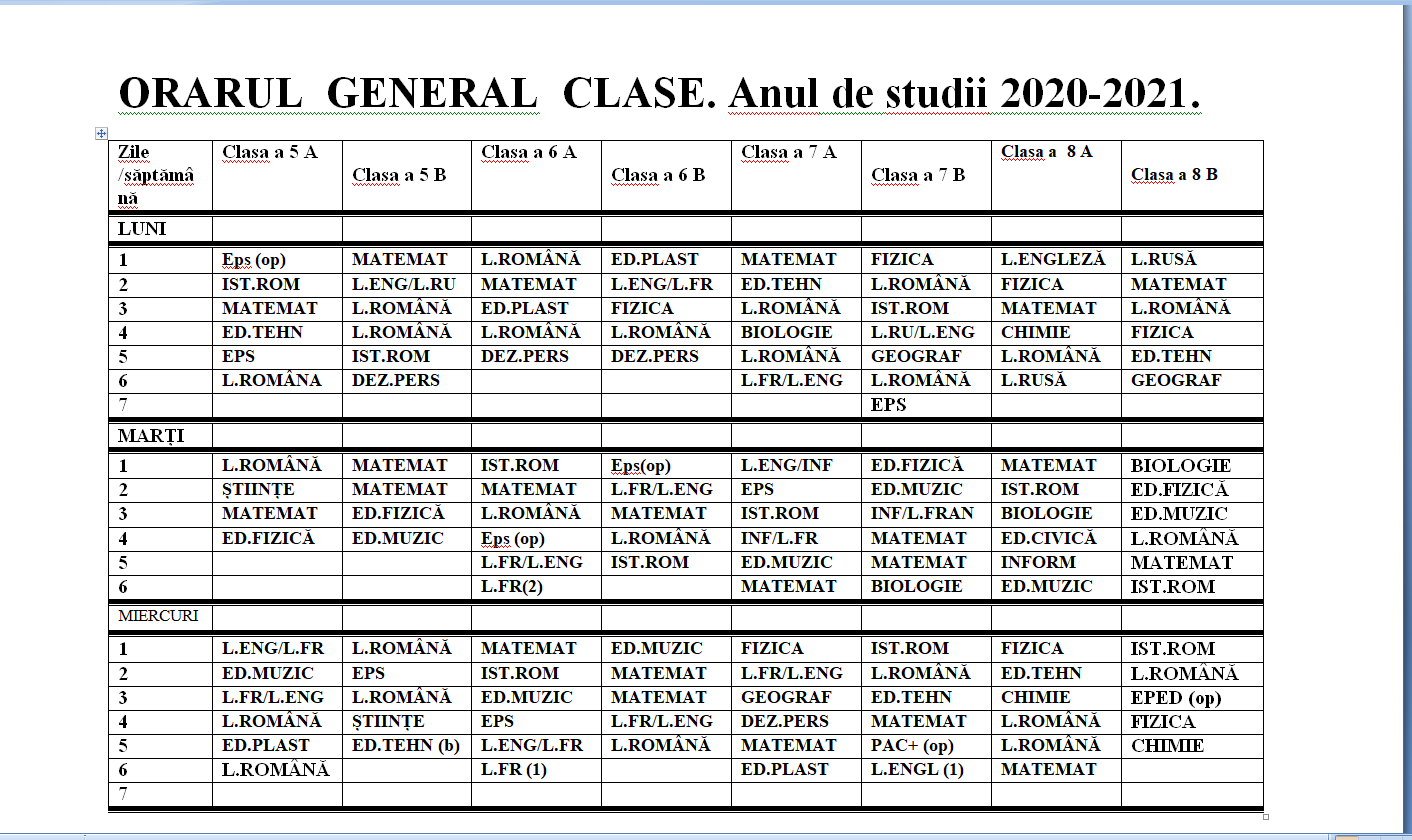 ORARUL GENERAL CLASE. Anul de studii 2020-2021.
Zile /săptămâ nă Clasa a 5 A Clasa a 5 B Clasa a 6 A Clasa a 6 B Clasa a 7 A Clasa a 7 B Clasa a 8 A Clasa a 8 B
LUNI
1 Eps (op) MATEMAT L.ROMÂNĂ ED.PLAST MATEMAT FIZICA L.ENGLEZĂ L.RUSĂ
2 IST.ROM L.ENG/L.RU MATEMAT L.ENG/L.FR ED.TEHN L.ROMÂNĂ FIZICA MATEMAT
3 MATEMAT L.ROMÂNĂ ED.PLAST FIZICA L.ROMÂNĂ IST.ROM MATEMAT L.ROMÂNĂ
4 ED.TEHN L.ROMÂNĂ L.ROMÂNĂ L.ROMÂNĂ BIOLOGIE L.RU/L.ENG CHIMIE FIZICA
5 EPS IST.ROM DEZ.PERS DEZ.PERS L.ROMÂNĂ GEOGRAF L.ROMÂNĂ ED.TEHN
6 L.ROMÂNA DEZ.PERS L.FR/L.ENG L.ROMÂNĂ L.RUSĂ GEOGRAF
7 EPS
MARȚI
1 L.ROMÂNĂ MATEMAT IST.ROM Eps(op) L.ENG/INF ED.FIZICĂ MATEMAT BIOLOGIE
2 ȘTIINȚE MATEMAT MATEMAT L.FR/L.ENG EPS ED.MUZIC IST.ROM ED.FIZICĂ
3 MATEMAT ED.FIZICĂ L.ROMÂNĂ MATEMAT IST.ROM INF/L.FRAN BIOLOGIE ED.MUZIC
4 ED.FIZICĂ ED.MUZIC Eps (op) L.ROMÂNĂ INF/L.FR MATEMAT ED.CIVICĂ L.ROMÂNĂ
5 L.FR/L.ENG IST.ROM ED.MUZIC MATEMAT INFORM MATEMAT
6 L.FR(2) MATEMAT BIOLOGIE ED.MUZIC IST.ROM
MIERCURI
1 L.ENG/L.FR L.ROMÂNĂ MATEMAT ED.MUZIC FIZICA IST.ROM FIZICA IST.ROM
2 ED.MUZIC EPS IST.ROM MATEMAT L.FR/L.ENG L.ROMÂNĂ ED.TEHN L.ROMÂNĂ
3 L.FR/L.ENG L.ROMÂNĂ ED.MUZIC MATEMAT GEOGRAF ED.TEHN CHIMIE EPED (op)
4 L.ROMÂNĂ ȘTIINȚE EPS L.FR/L.ENG DEZ.PERS MATEMAT L.ROMÂNĂ FIZICA
5 ED.PLAST ED.TEHN (b) L.ENG/L.FR L.ROMÂNĂ MATEMAT PAC+ (op) L.ROMÂNĂ CHIMIE
6 L.ROMÂNĂ L.FR (1) ED.PLAST L.ENGL (1) MATEMAT
7